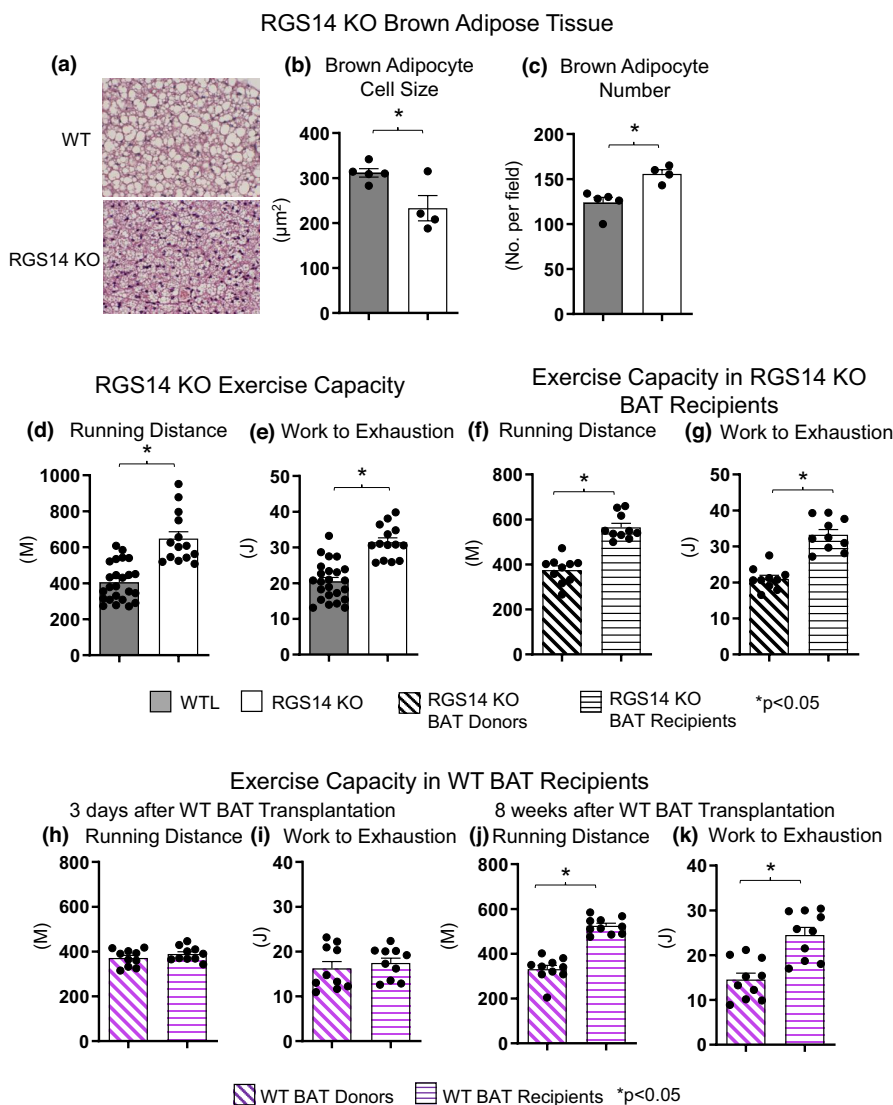 RGS14 KO Brown Adipose Tissue
(a)
WT
RGS14 KO
(b) Brown Adipocyte
Cell Size
(µm²)
400
300
200
100
0
*
(c) Brown Adipocyte
Number
(No. per field)
200
150
100
50
0
*
RGS14 KO Exercise Capacity
Exercise Capacity in RGS14 KO
BAT Recipients
(d) Running Distance
(M)
1000
800
600
400
200
0
*
(e) Work to Exhaustion
(J)
50
40
30
20
10
0
*
(f) Running Distance
(M)
800
600
400
200
0
*
(g) Work to Exhaustion
(J)
50
40
30
20
10
0
*
WTL
RGS14 KO
RGS14 KO
BAT Donors
RGS14 KO
BAT Recipients
*p<0.05
Exercise Capacity in WT BAT Recipients
3 days after WT BAT Transplantation
8 weeks after WT BAT Transplantation
(h) Running Distance
(M)
800
600
400
200
0
(i) Work to Exhaustion
(J)
40
30
20
10
0
(j) Running Distance
(M)
800
600
400
200
0
*
(k) Work to Exhaustion
(J)
40
30
20
10
0
*
WT BAT Donors
WT BAT Recipients
*p<0.05